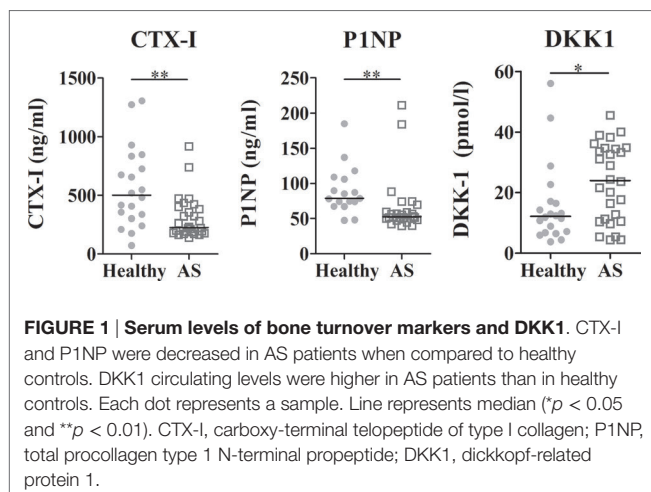 CTX-I
P1NP
DKK1
**
**
*
CTX-I (ng/ml)
1500
1000
500
0
Healthy AS
P1NP (ng/ml)
250
200
150
100
50
0
Healthy AS
DKK-1 (pmol/l)
60
40
20
0
Healthy AS
FIGURE 1 | Serum levels of bone turnover markers and DKK1. CTX-I
and P1NP were decreased in AS patients when compared to healthy
controls. DKK1 circulating levels were higher in AS patients than in healthy
controls. Each dot represents a sample. Line represents median (*p < 0.05
and **p < 0.01). CTX-I, carboxy-terminal telopeptide of type I collagen; P1NP,
total procollagen type 1 N-terminal propeptide; DKK1, dickkopf-related
protein 1.